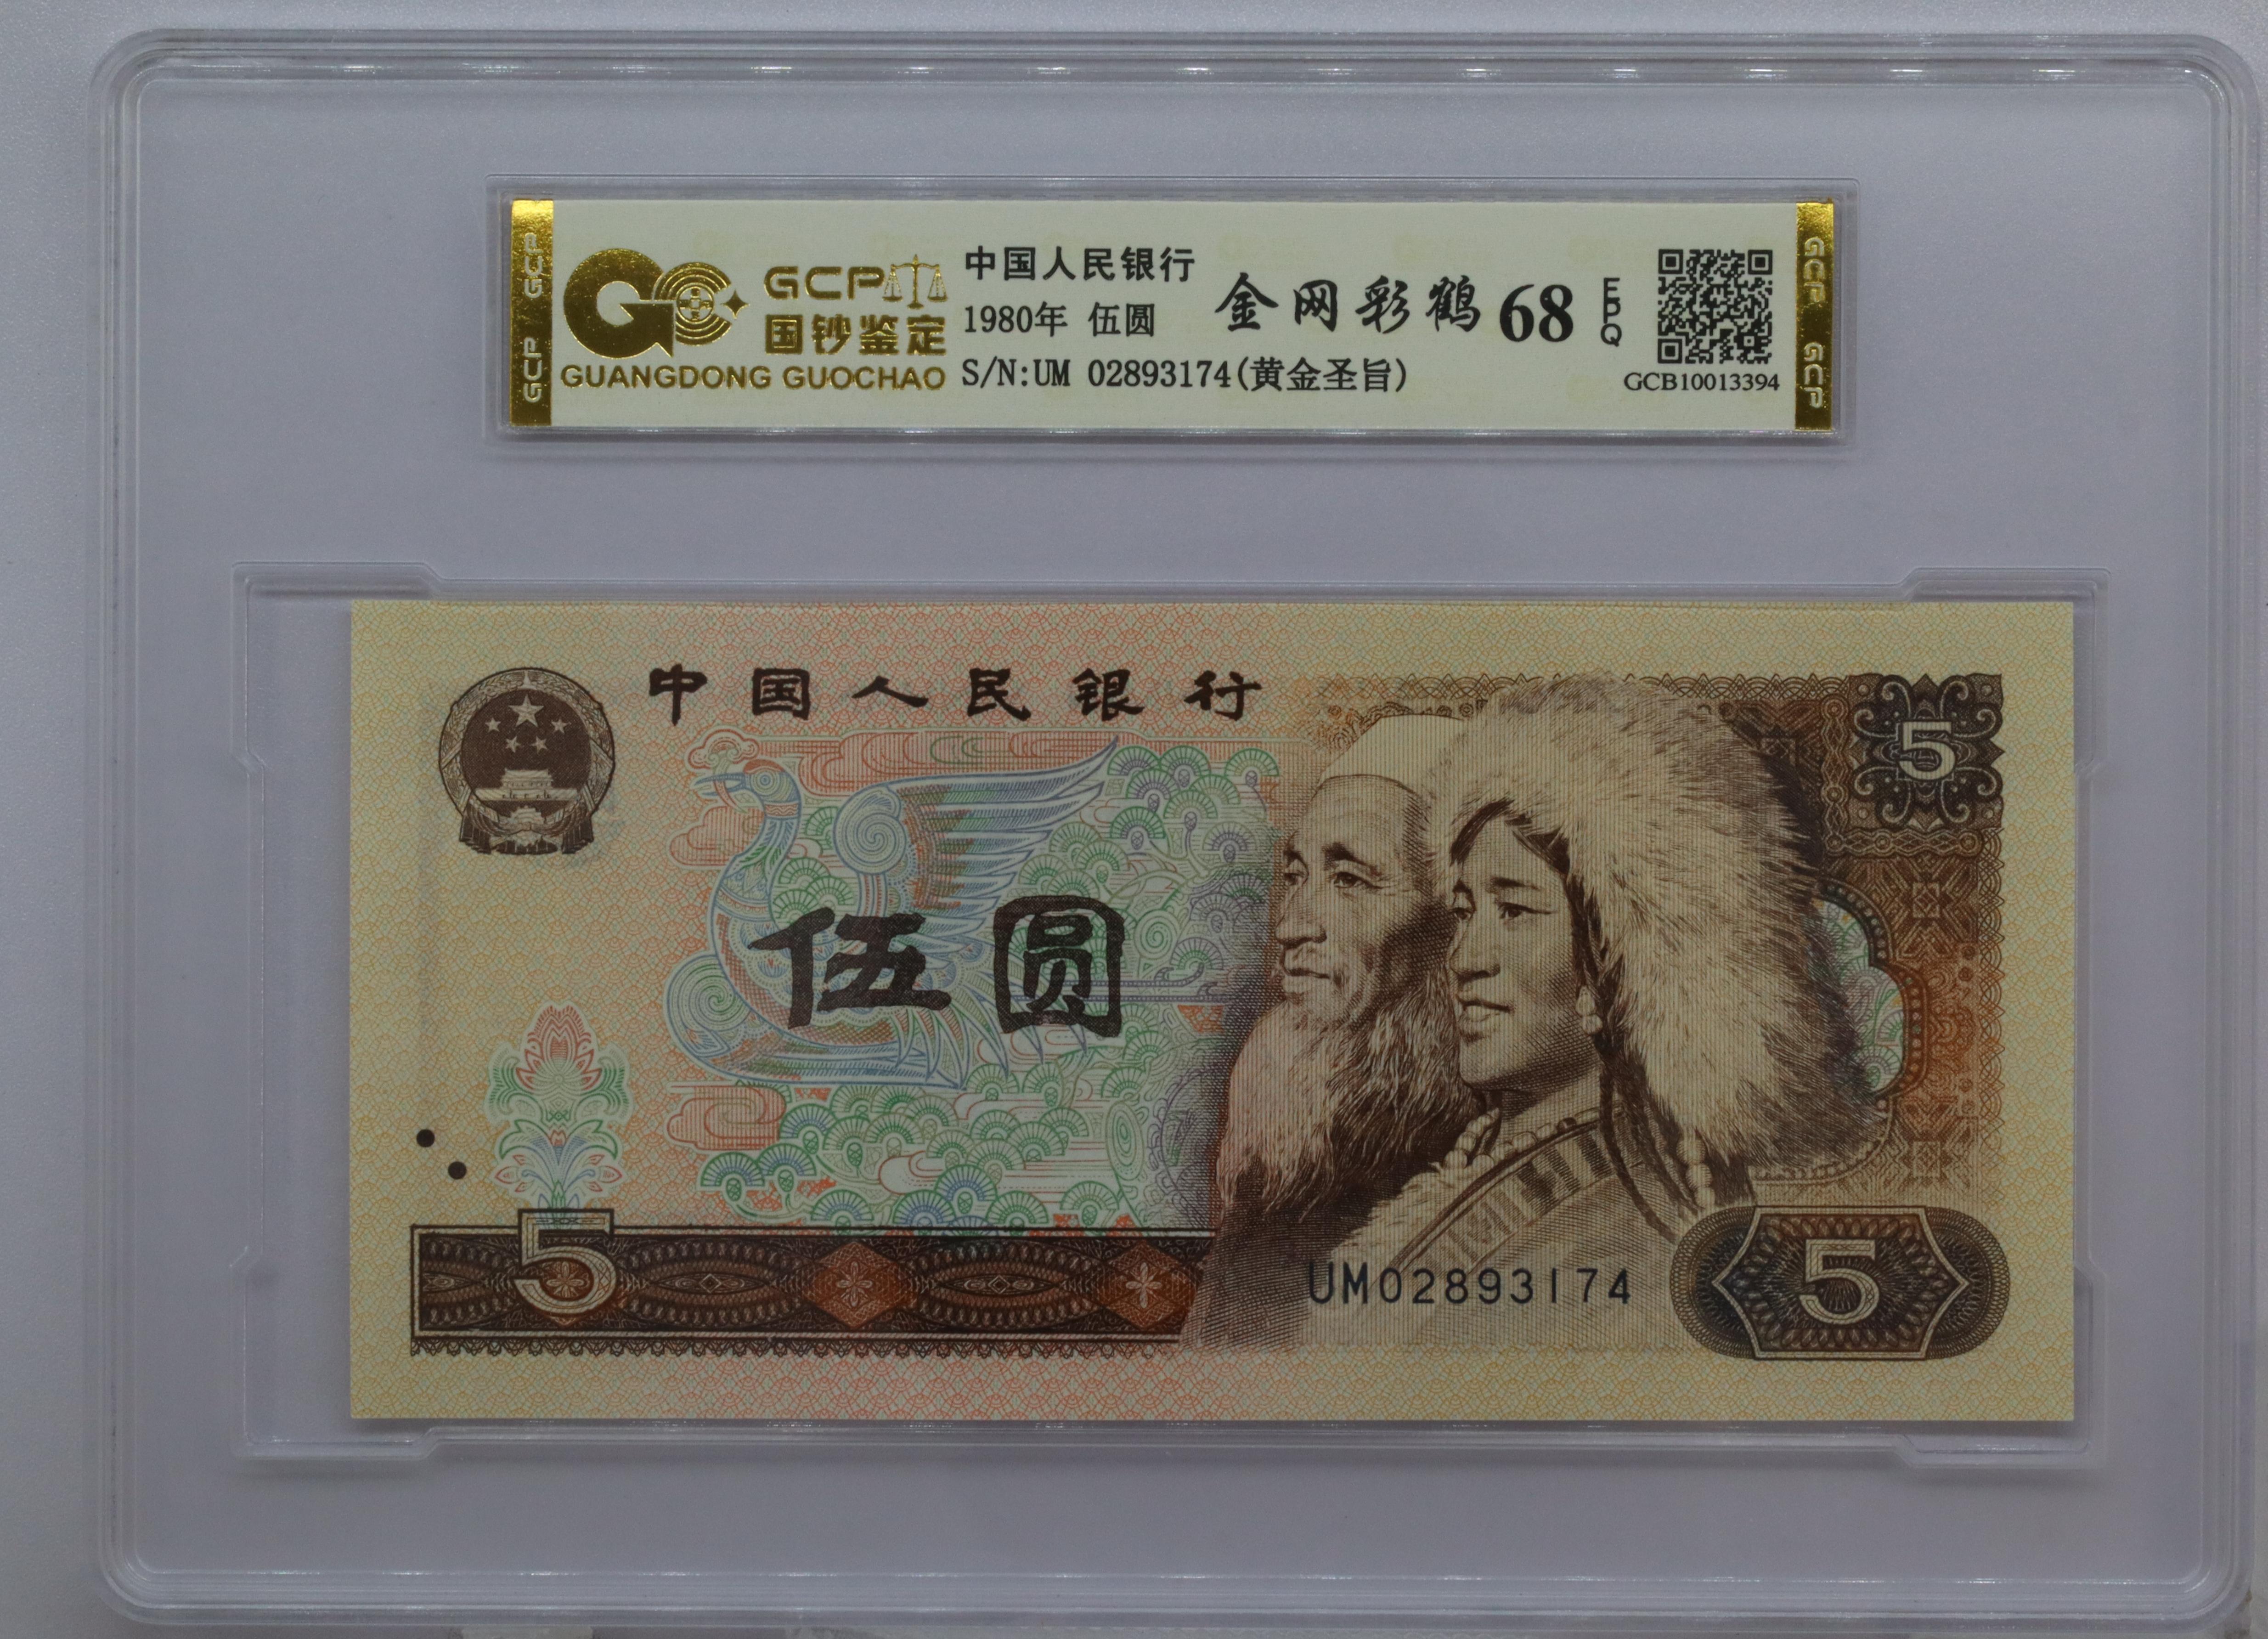 GCP GCP
GCP
国钞鉴定
GUANGDONG GUOCHAO
中国人民银行
1980年 伍圆
S/N:UM 02893174(黄金圣旨)
金网彩鹤 68 EPQ
GCB10013394
GCP GCP
中国人民银行
5
伍圆
5
UM02893174
5